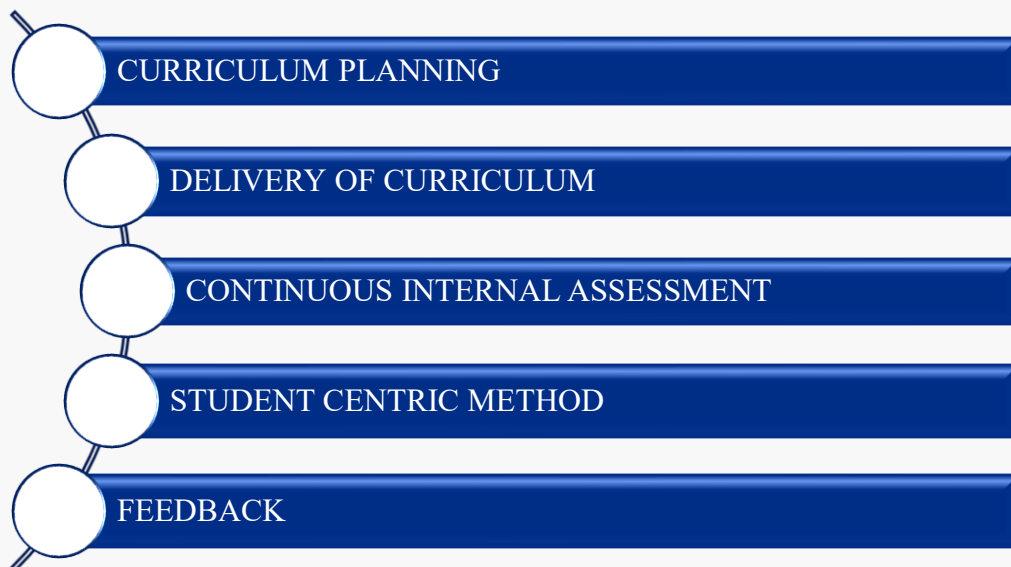 CURRICULUM PLANNING
DELIVERY OF CURRICULUM
CONTINUOUS INTERNAL ASSESSMENT
STUDENT CENTRIC METHOD
FEEDBACK